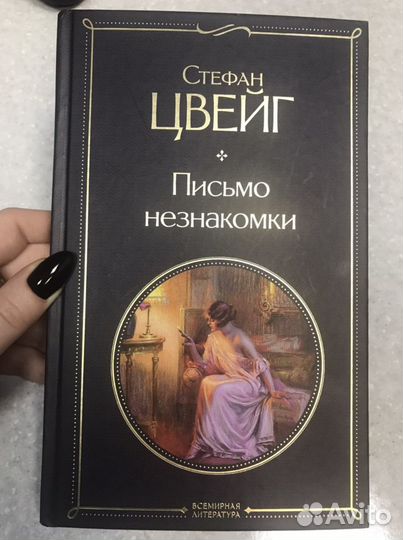 СТЕФАН
ЦВЕЙГ
Письмо
незнакомки
ВСЕМИРНАЯ
ЛИТЕРАТУРА
Avito